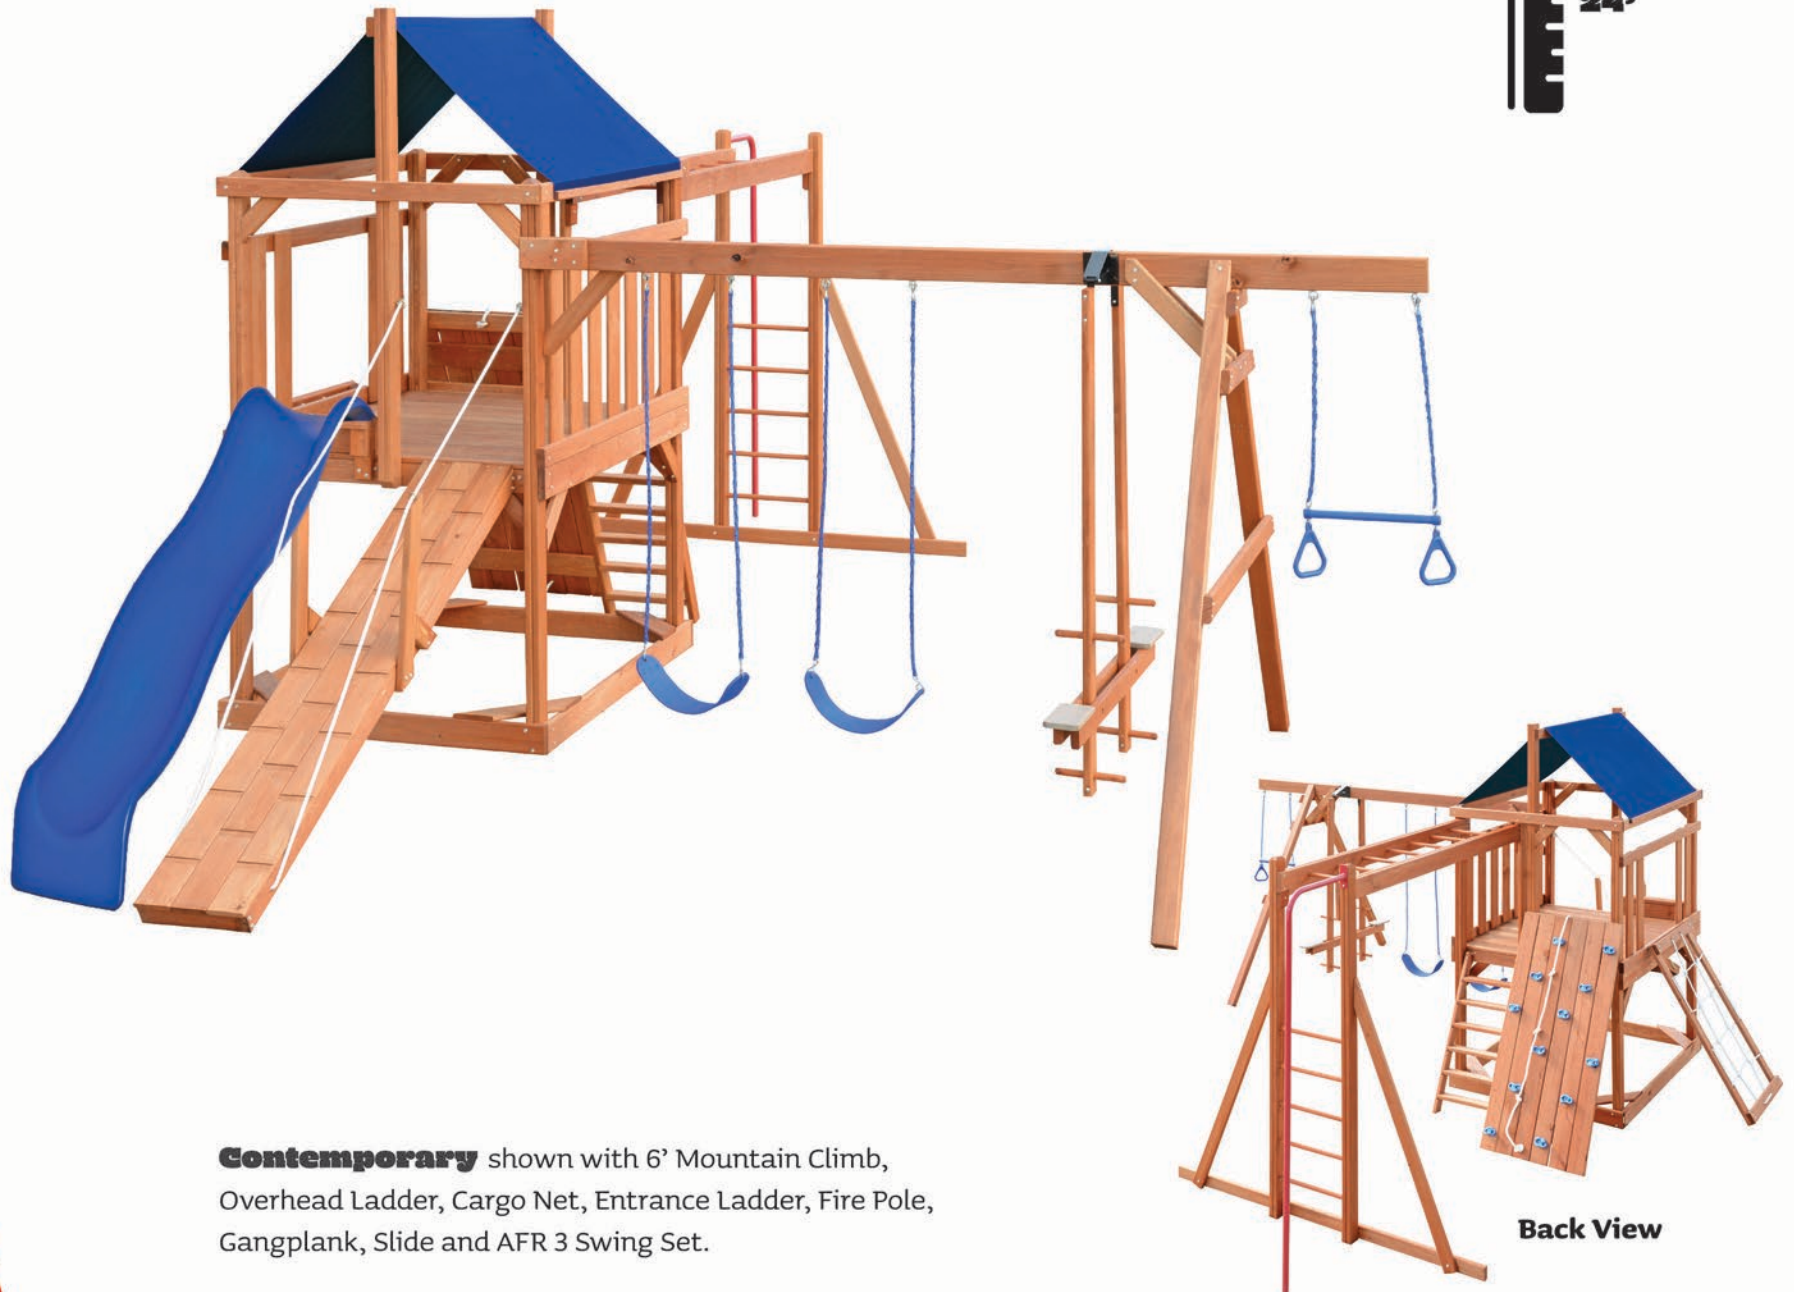 24’
Contemporary shown with 6’ Mountain Climb,
Overhead Ladder, Cargo Net, Entrance Ladder, Fire Pole,
Gangplank, Slide and AFR 3 Swing Set.
Back View